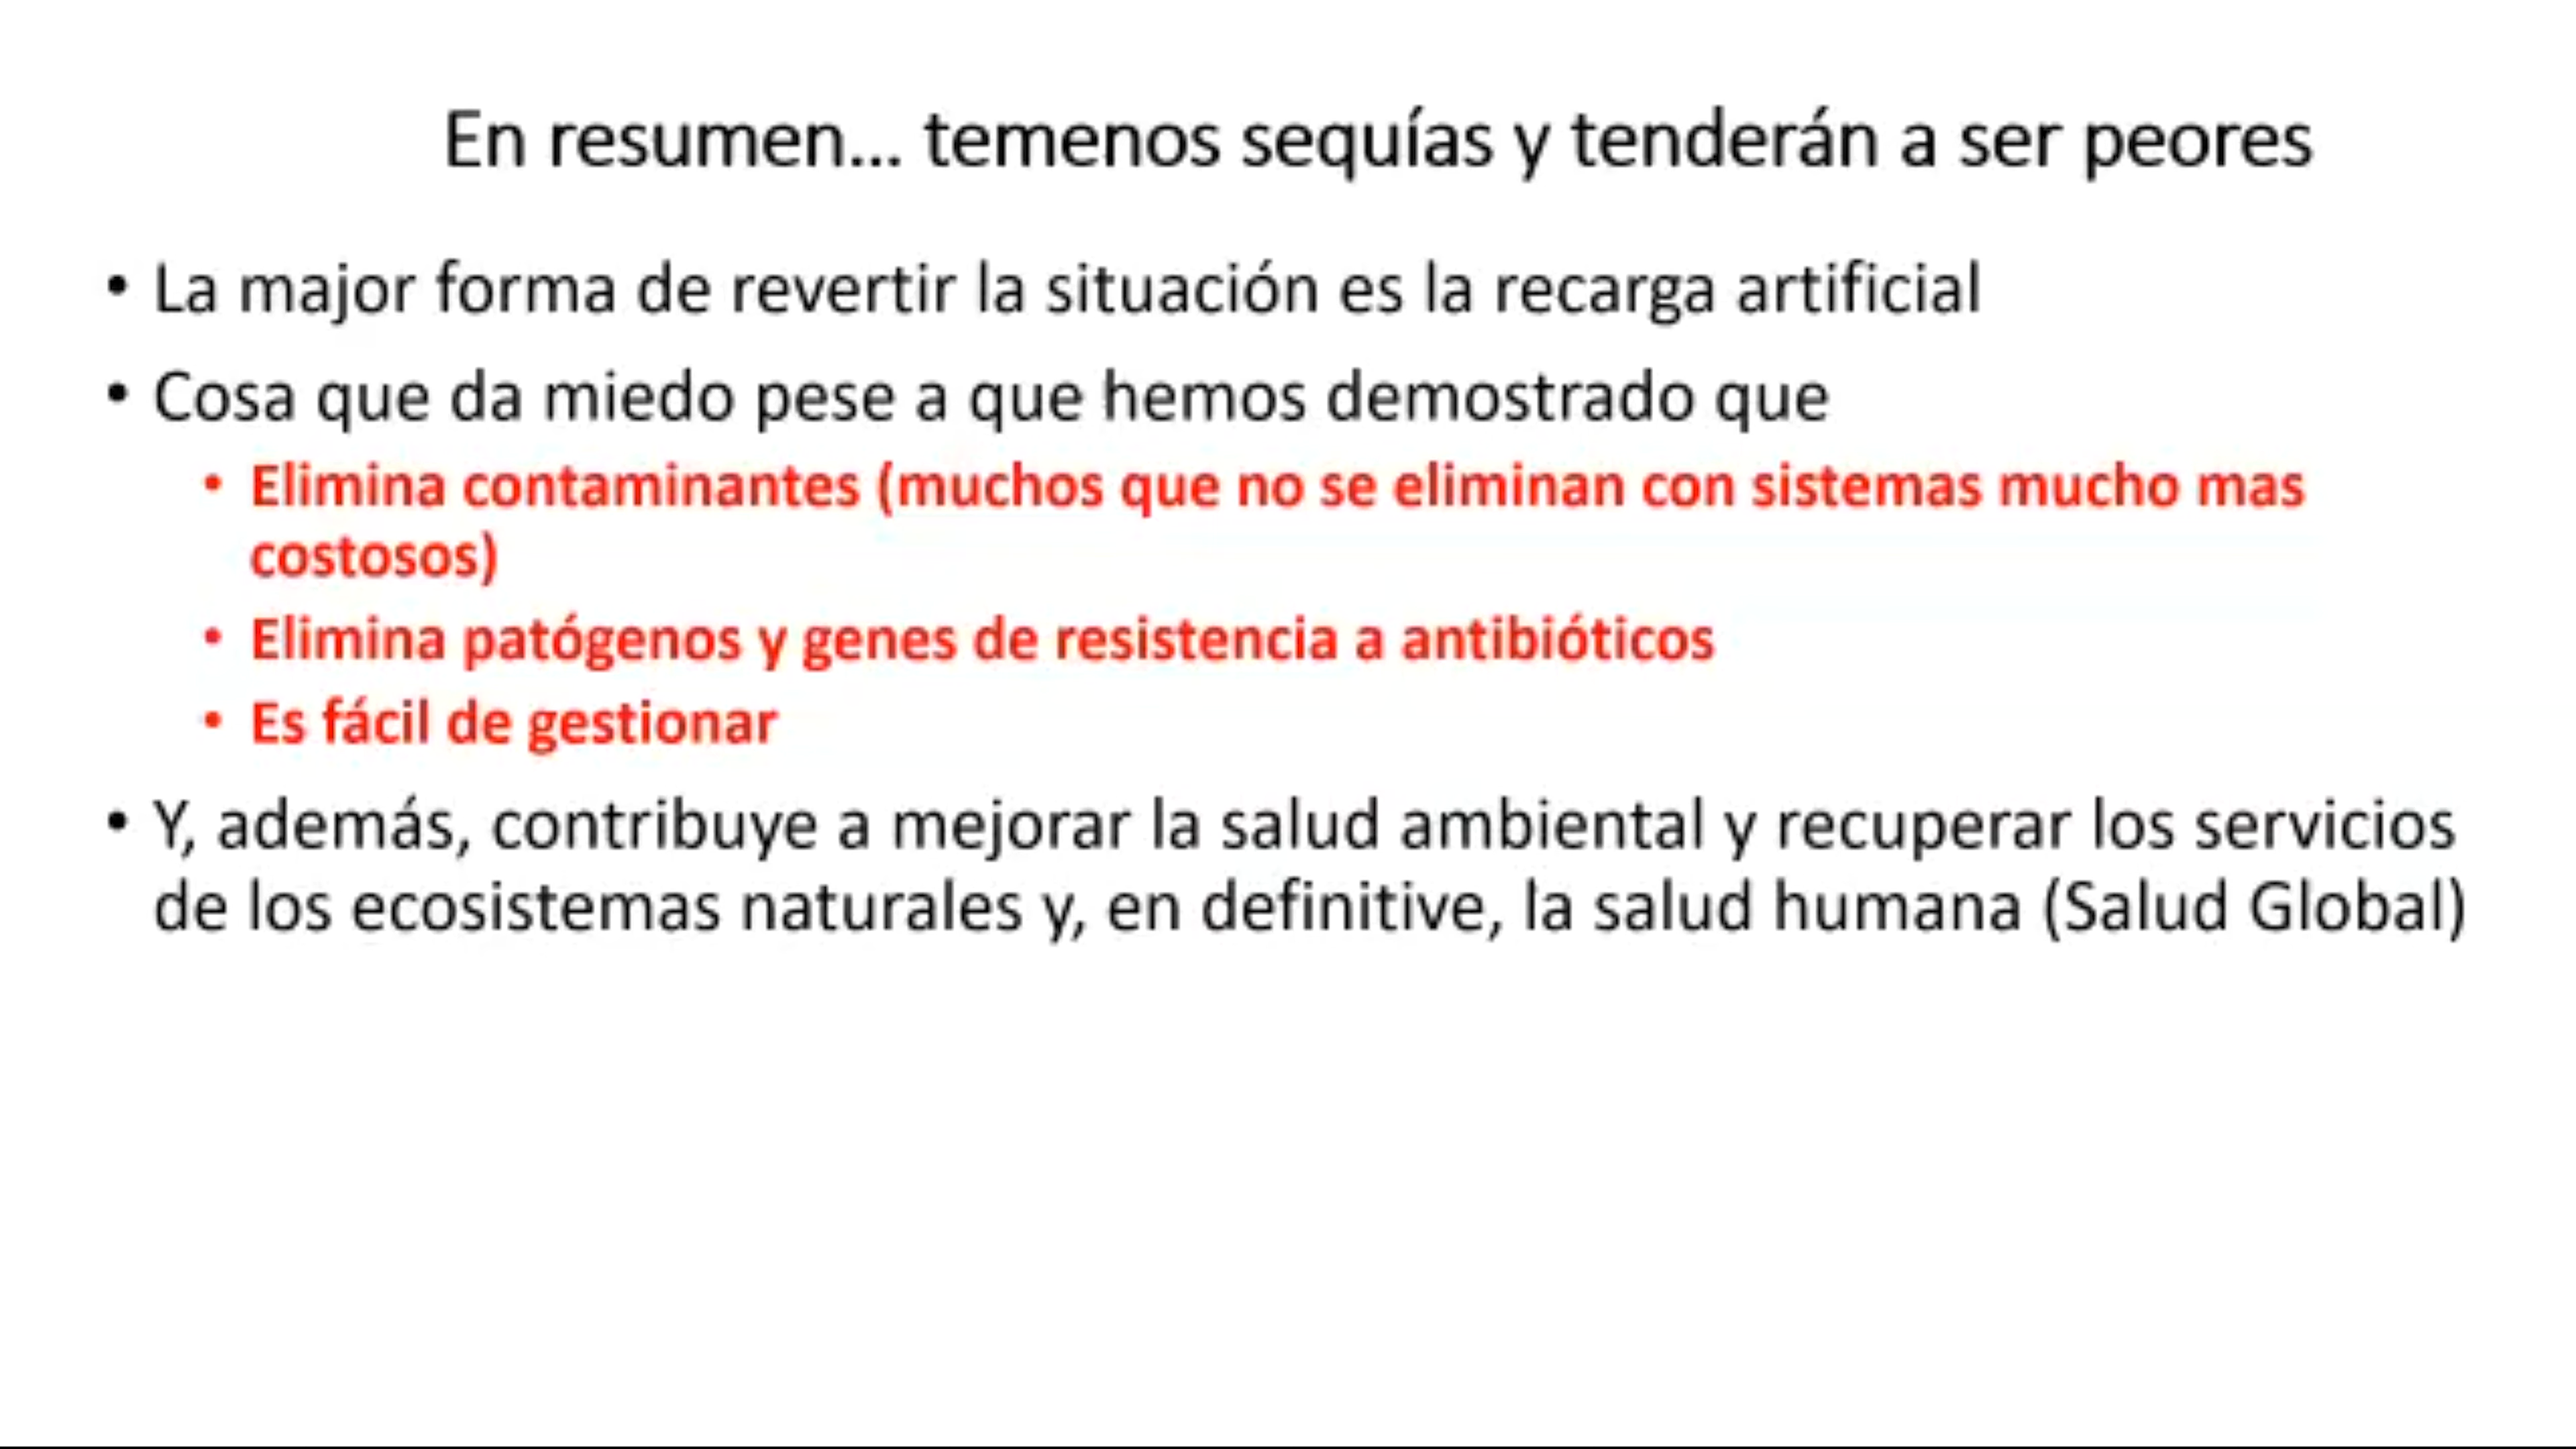 En resumen... temenos sequías y tenderán a ser peores
• La major forma de revertir la situación es la recarga artificial
• Cosa que da miedo pese a que hemos demostrado que
• Elimina contaminantes (muchos que no se eliminan con sistemas mucho mas
costosos)
• Elimina patógenos y genes de resistencia a antibióticos
• Es fácil de gestionar
• Y, además, contribuye a mejorar la salud ambiental y recuperar los servicios
de los ecosistemas naturales y, en definitive, la salud humana (Salud Global)